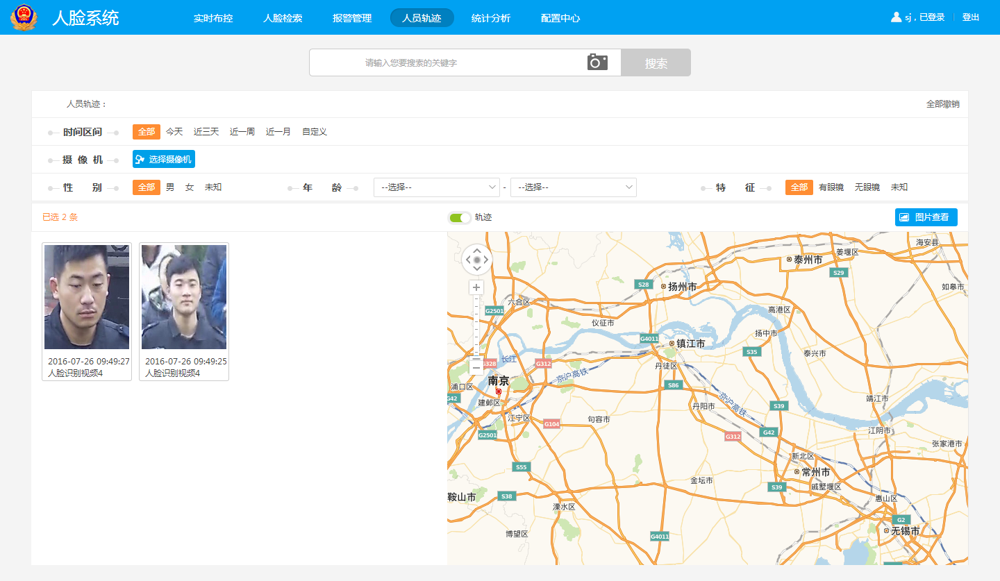 人脸系统
实时布控 人脸检索 报警管理 人员轨迹 统计分析 配置中心
sj，已登录 登出
请输入您要搜索的关键字 搜索
人员轨迹： 全部撤销
时间区间 全部 今天 近三天 近一周 近一月 自定义
摄 像 机 选择摄像机
性 别 全部 男 女 未知
年 龄 --选择-- - --选择--
特 征 全部 有眼镜 无眼镜 未知
已选 2 条
轨迹
图片查看
2016-07-26 09:49:27
人脸识别视频4
2016-07-26 09:49:25
人脸识别视频4
海安县
姜堰区
泰州市
S29
S28
扬州市
如皋市
六合区
G2501
高港区
仪征市
扬中市
G4011
镇江市
S35
泰兴市
长江
G328
G312
丹徒区
京沪高铁
南京
浦口区
S86
G42
建邺区
京沪高铁
靖江市
丹阳市
S39
江宁区
句容市
G104
G2501
G42
江阴市
G312
张家港市
新北区
S55
常州市
金坛市
戚墅堰区
S39
鞍山市
S38
惠山区
溧水区
G2
无锡市
博望区
G4011